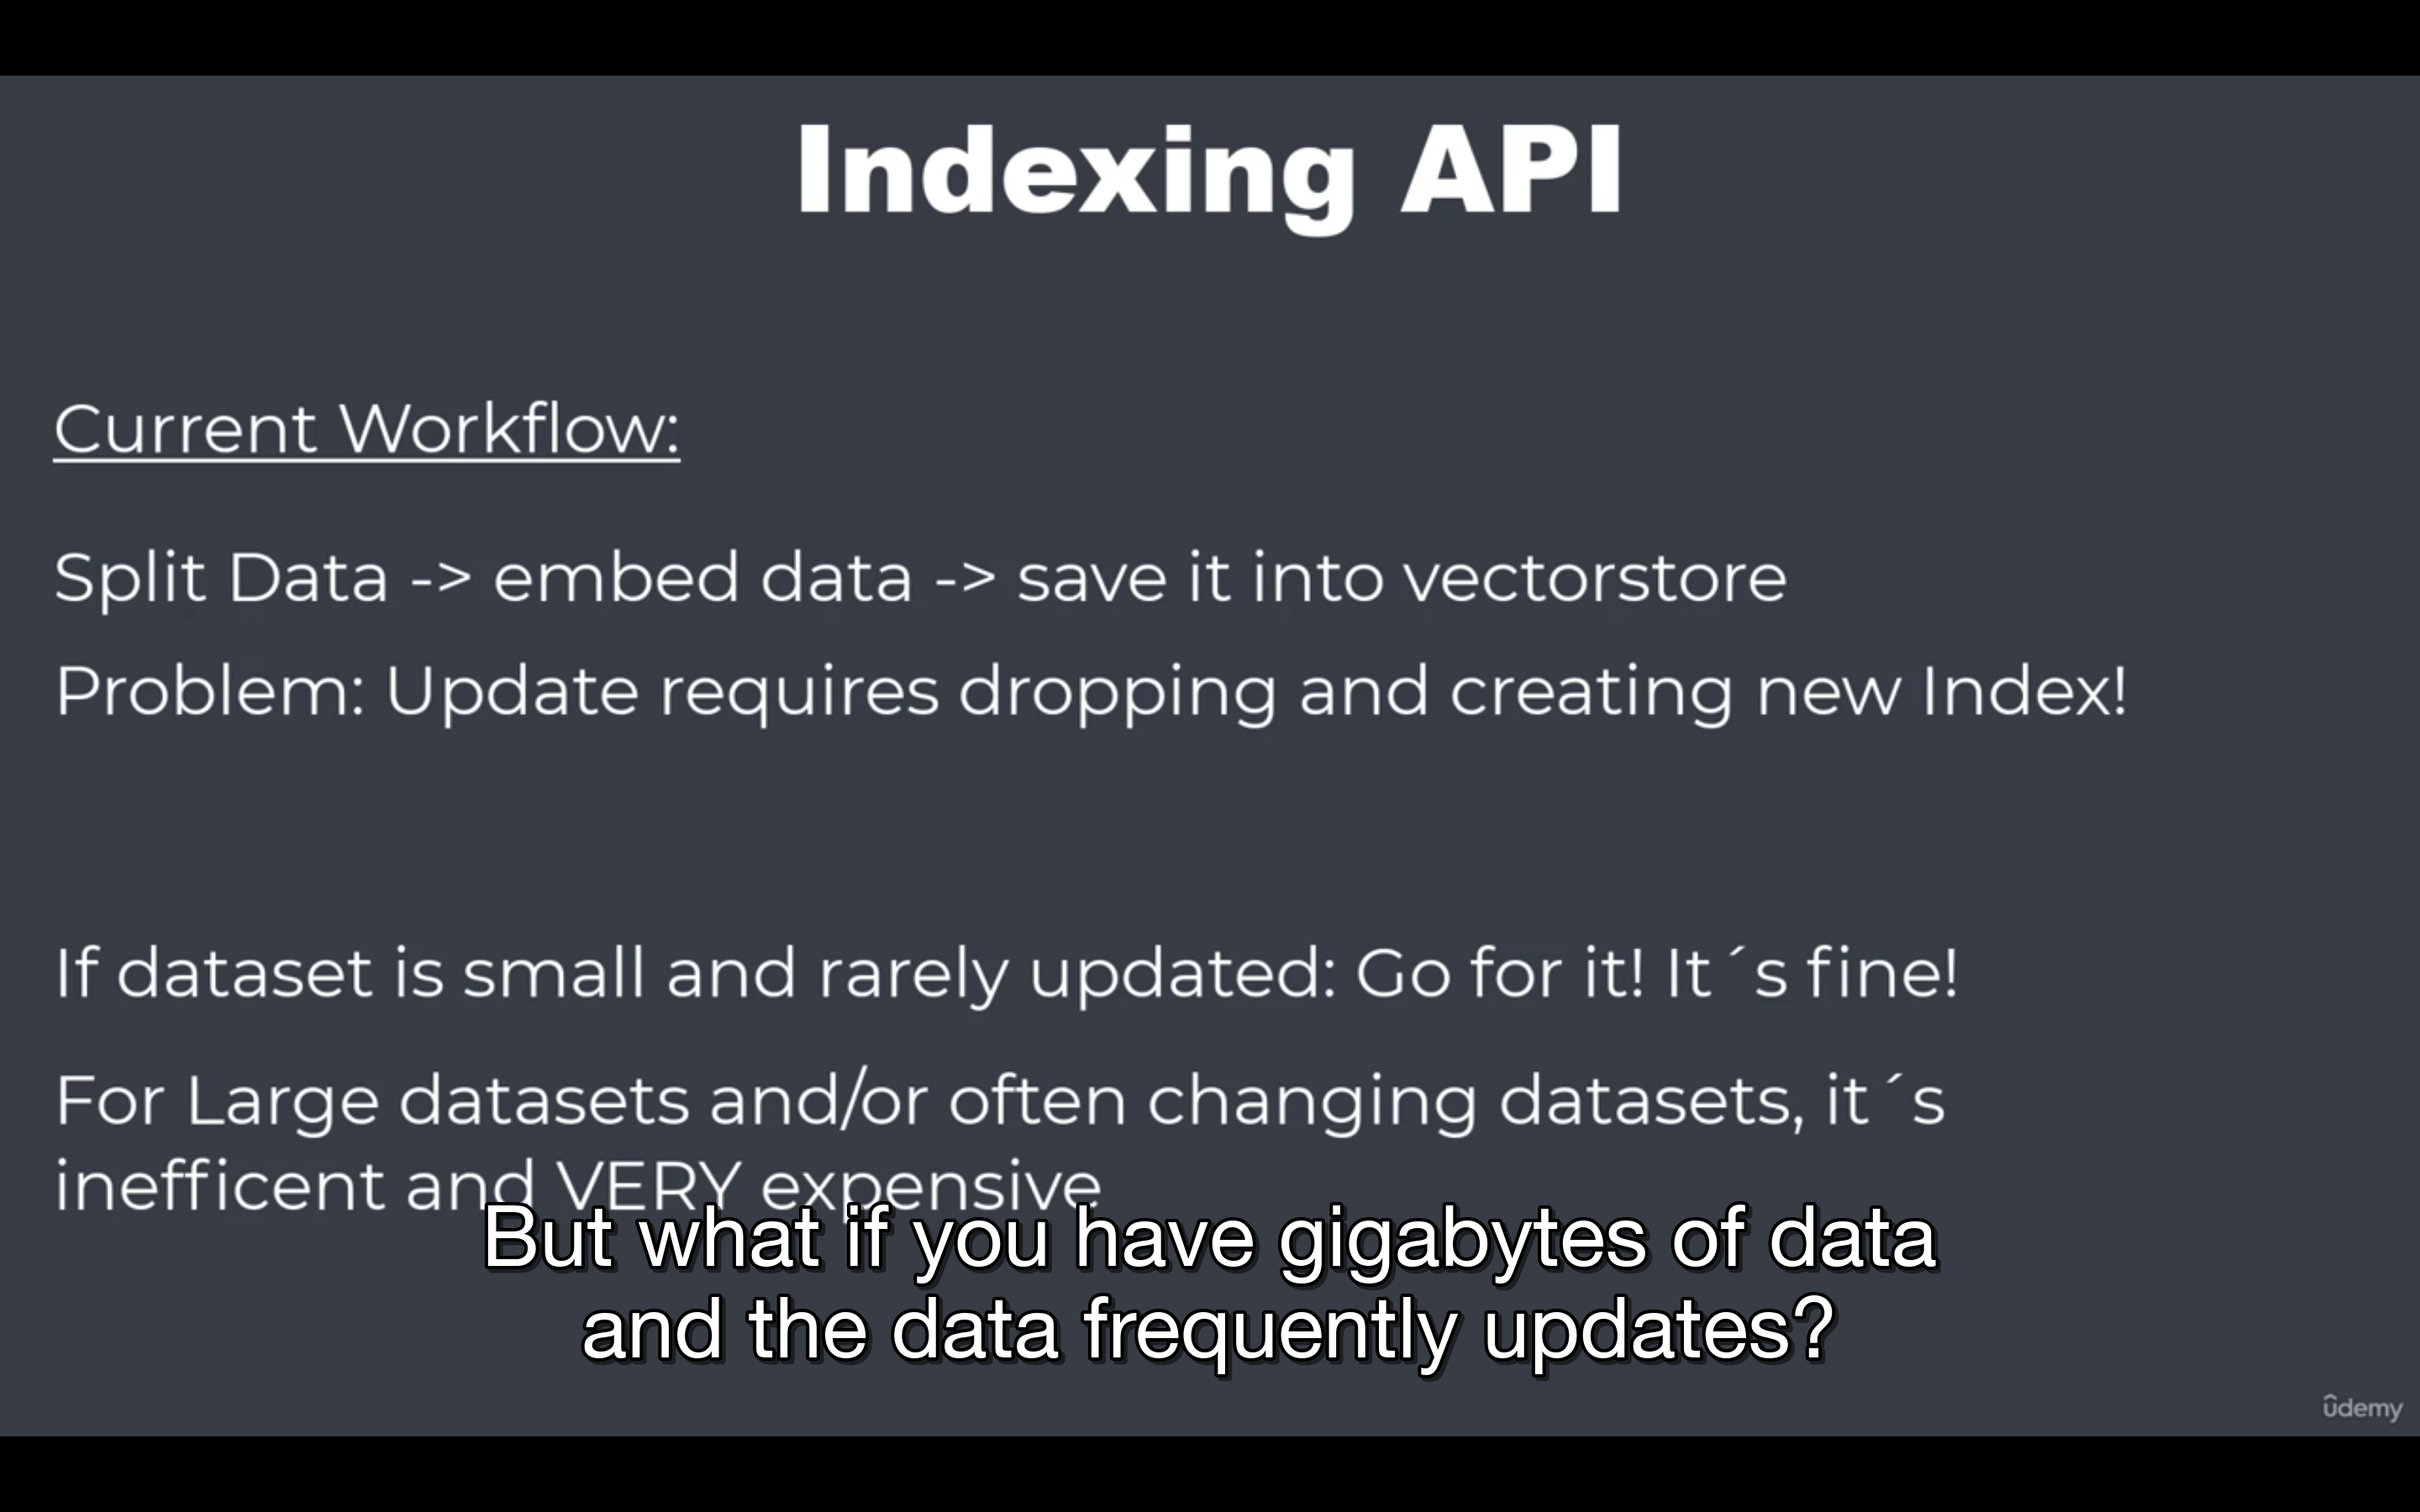 Indexing API
Current Workflow:
Split Data -> embed data -> save it into vectorstore
Problem: Update requires dropping and creating new Index!
If dataset is small and rarely updated: Go for it! It´s fine!
For Large datasets and/or often changing datasets, it´s
inefficent and VERY expensive
But what if you have gigabytes of data
and the data frequently updates?
ûdemy